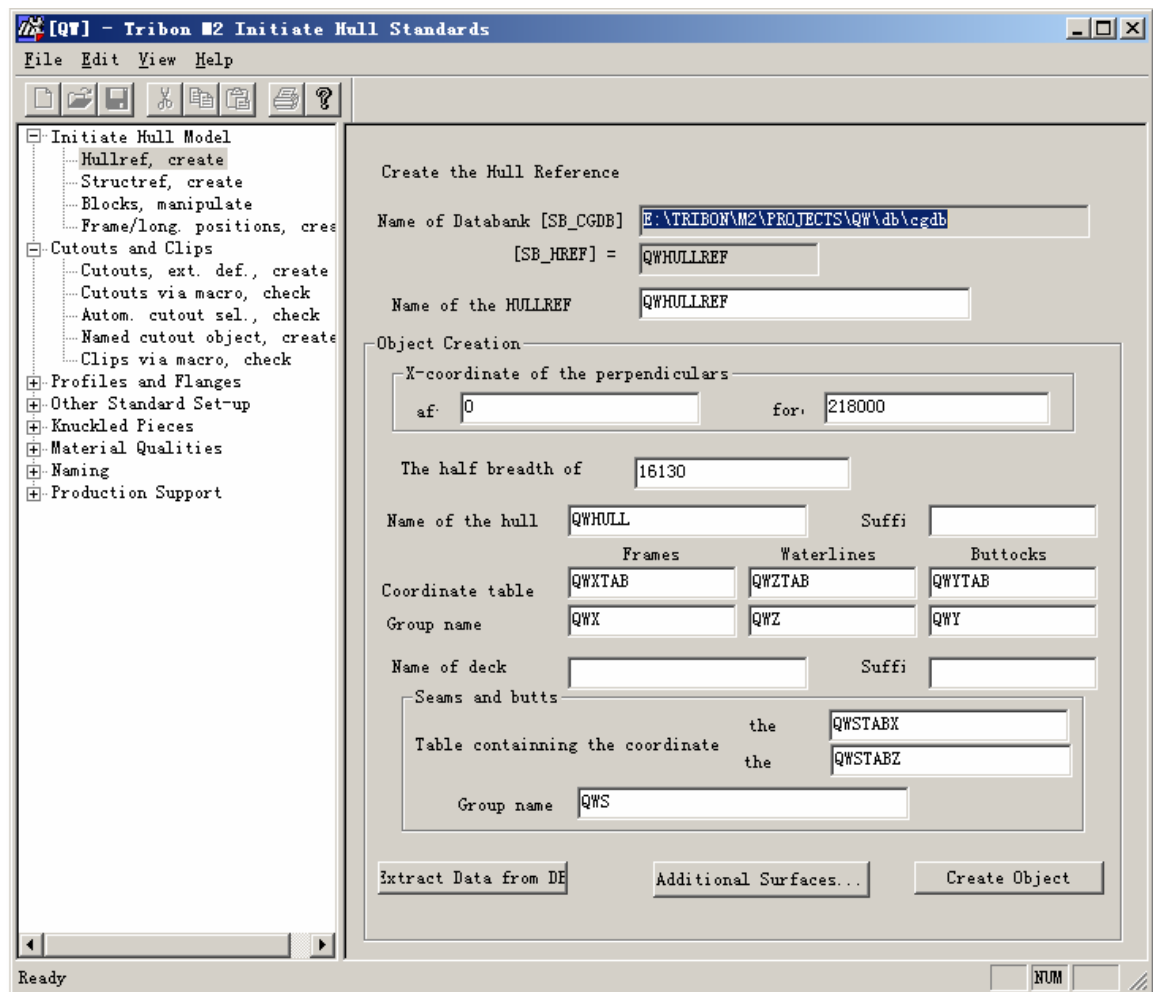 [QW] - Tribon M2 Initiate Hull Standards
File Edit View Help
Initiate Hull Model
Hullref, create
Structref, create
Blocks, manipulate
Frame/long. positions, crea
Cutouts and Clips
Cutouts, ext. def., create
Cutouts via macro, check
Autom. cutout sel., check
Named cutout object, create
Clips via macro, check
Profiles and Flanges
Other Standard Set-up
Knuckled Pieces
Material Qualities
Naming
Production Support
Create the Hull Reference
Name of Databank [SB_CGDB] E:\TRIBON\M2\PROJECTS\QW\db\cgdb
[SB_HREF] = QWHULLREF
Name of the HULLREF QWHULLREF
Object Creation
X-coordinate of the perpendiculars
af 0 for 218000
The half breadth of 16130
Name of the hull QWHULL Suffi
Frames Waterlines Buttocks
Coordinate table QWXTAB QWZTAB QWYTAB
Group name QWX QWZ QWY
Name of deck Suffi
Seams and butts
the QWSTABX
Table containning the coordinate
the QWSTABZ
Group name QWS
Extract Data from DB Additional Surfaces... Create Object
Ready NUM